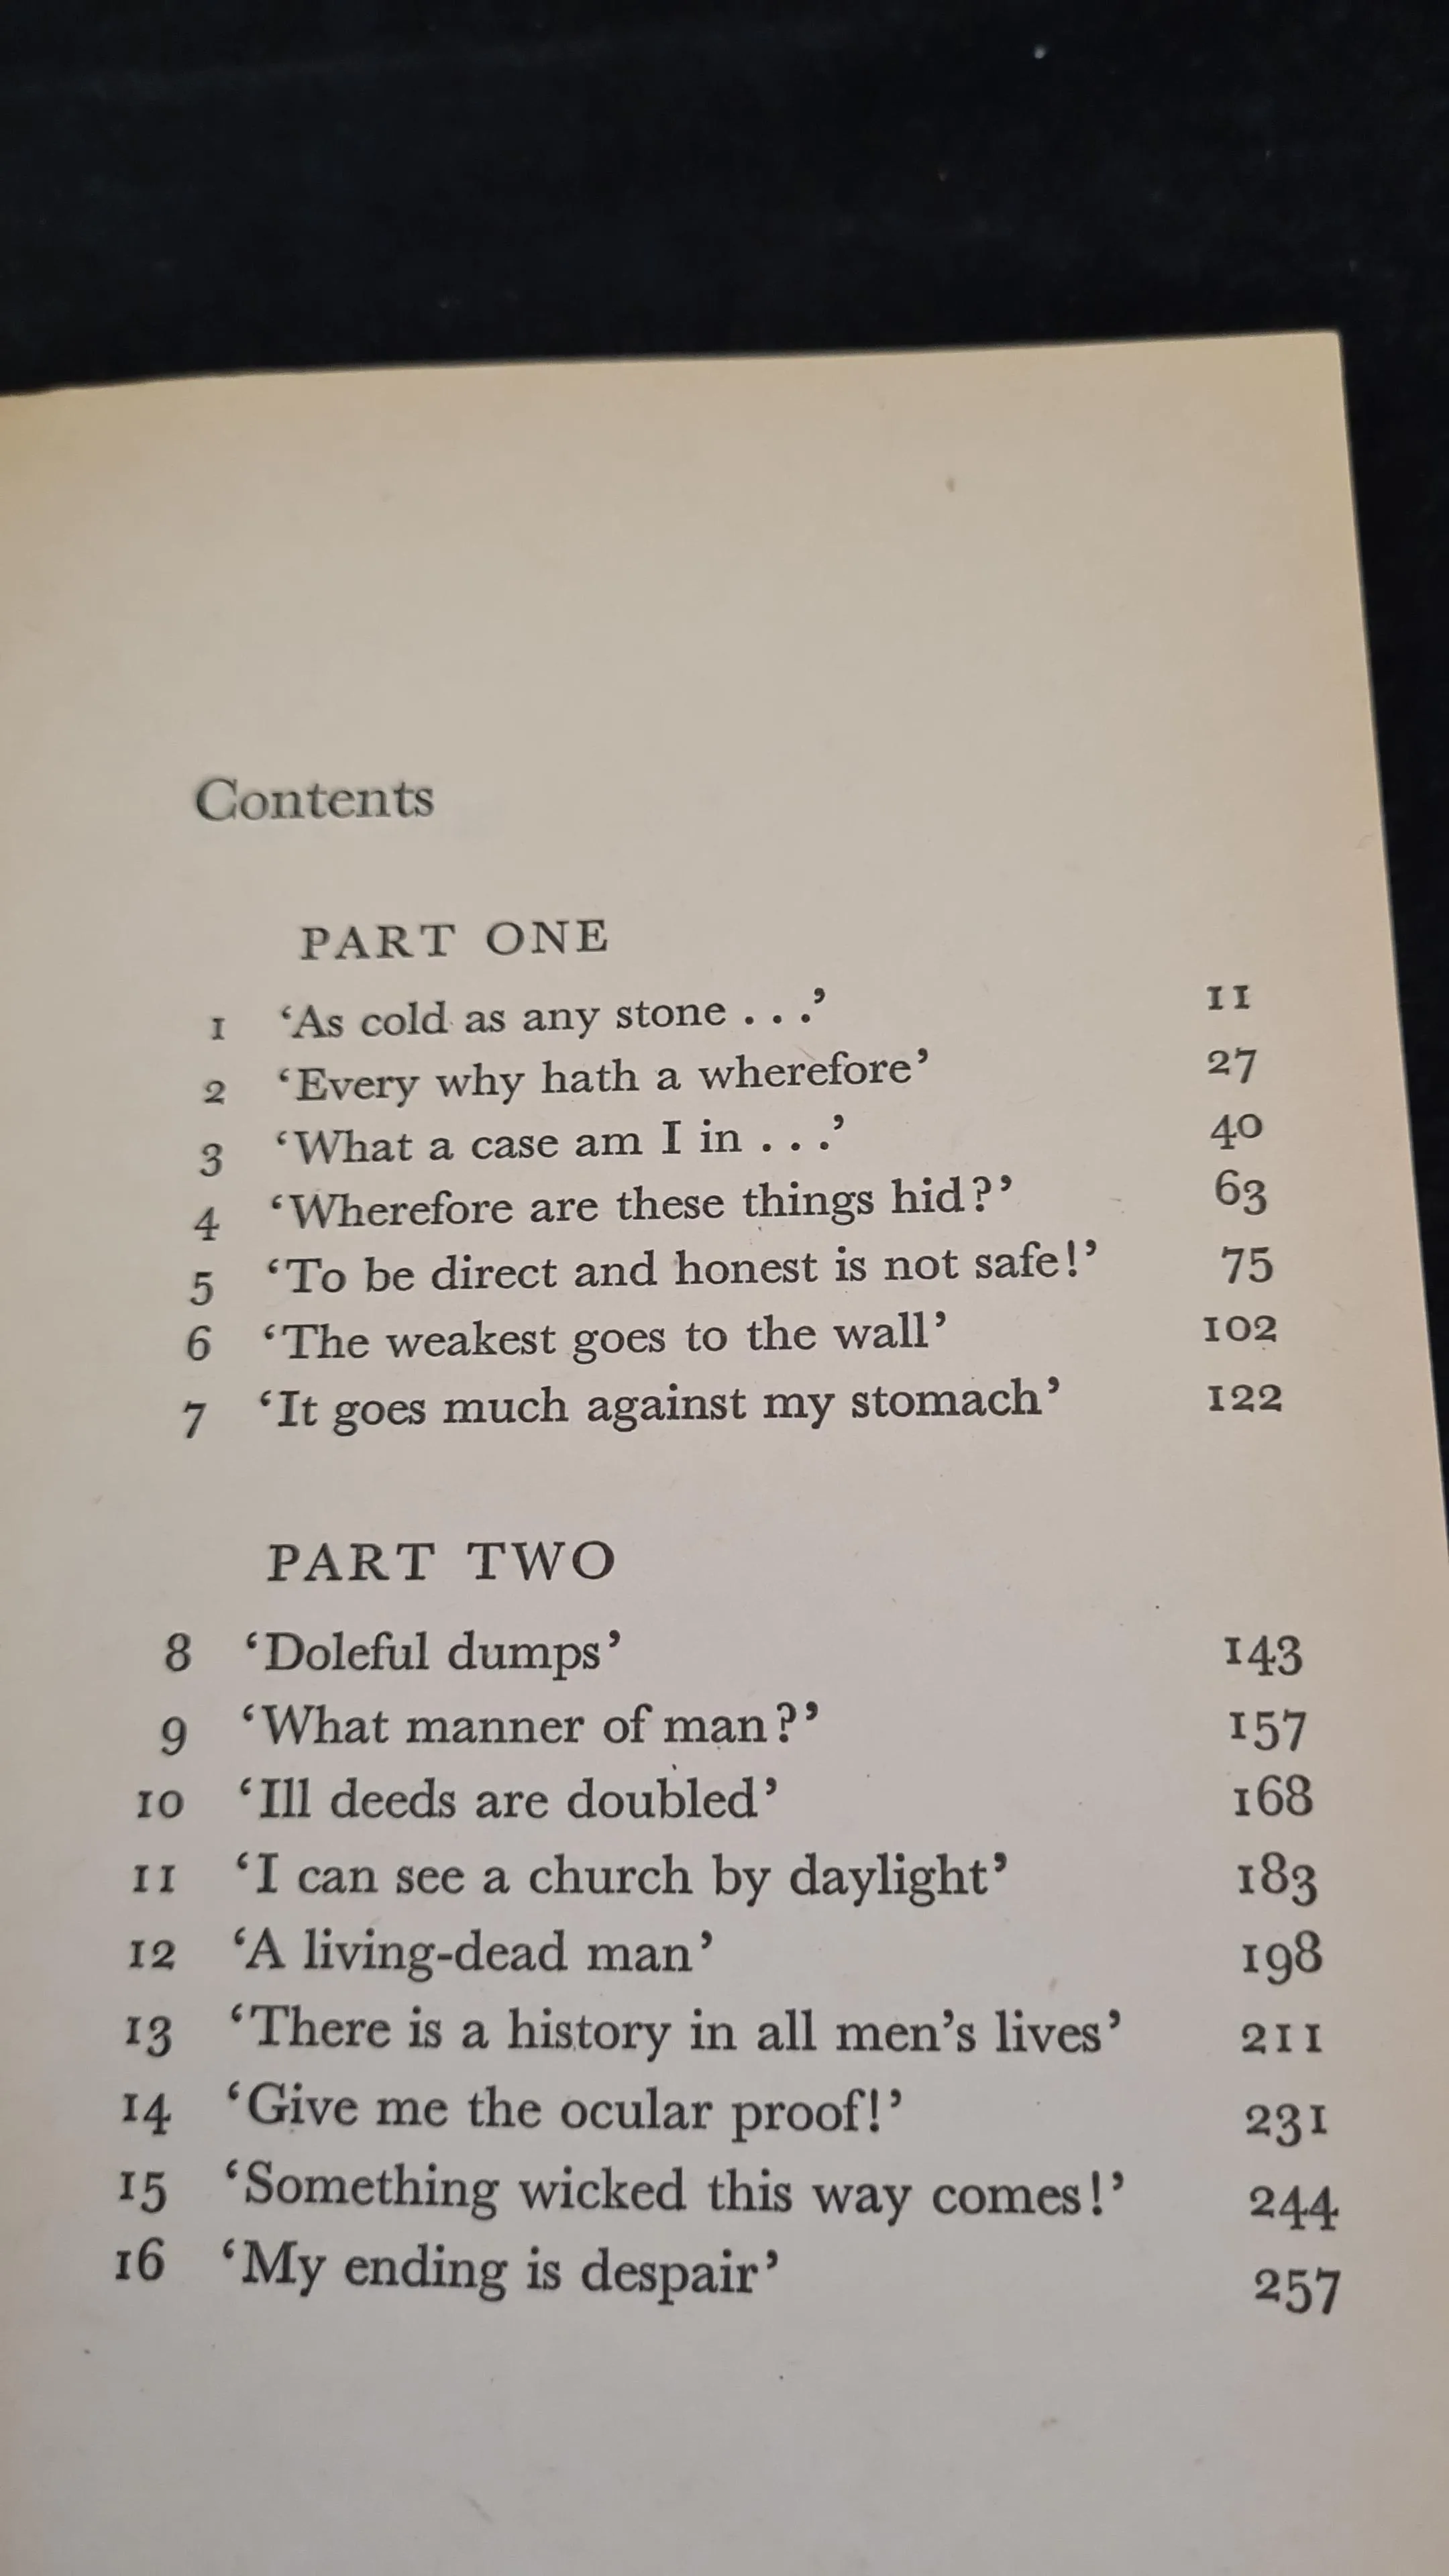 Contents
PART ONE
1 ‘As cold as any stone . . .’ 11
2 ‘Every why hath a wherefore’ 27
3 ‘What a case am I in . . .’ 40
4 ‘Wherefore are these things hid?’ 63
5 ‘To be direct and honest is not safe!’ 75
6 ‘The weakest goes to the wall’ 102
7 ‘It goes much against my stomach’ 122
PART TWO
8 ‘Doleful dumps’ 143
9 ‘What manner of man?’ 157
10 ‘Ill deeds are doubled’ 168
11 ‘I can see a church by daylight’ 183
12 ‘A living-dead man’ 198
13 ‘There is a history in all men’s lives’ 211
14 ‘Give me the ocular proof!’ 231
15 ‘Something wicked this way comes!’ 244
16 ‘My ending is despair’ 257